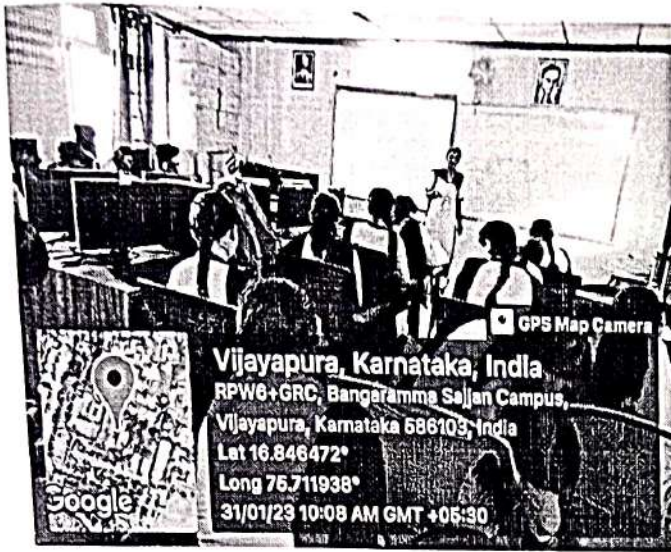 GPS Map Camera
Vijayapura, Karnataka, India
RPW6+GRC, Bangaramma Sajjan Campus,
Vijayapura, Karnataka 586103, India
Lat 16.846472°
Long 75.711938°
31/01/23 10:08 AM GMT +05:30
Google